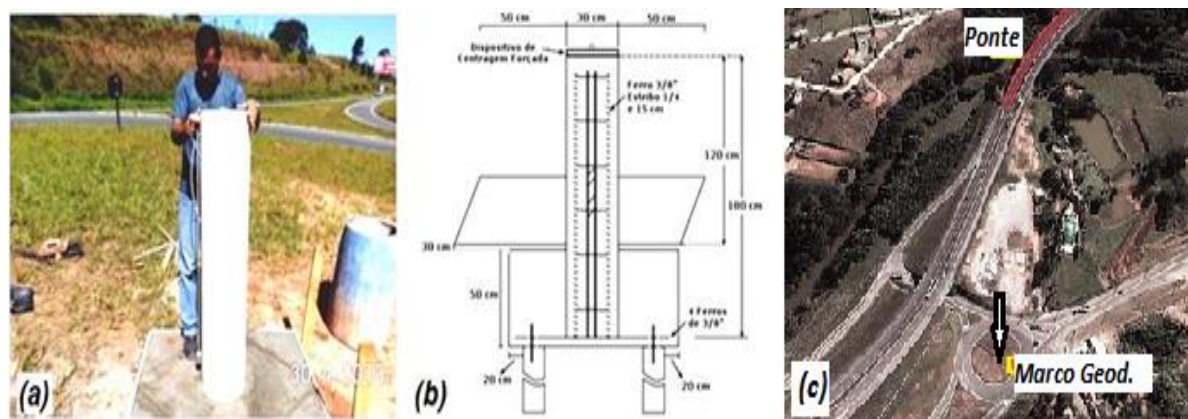 (a)
50 cm 30 cm 50 cm
Dispositivo de
Centragem Forçada
Ferro 3/8"
Estribo 1/4
e 15 cm
120 cm
180 cm
30 cm
50 cm
4 Ferros
de 3/8"
20 cm
20 cm
(b)
Ponte
Marco Geod.
(c)